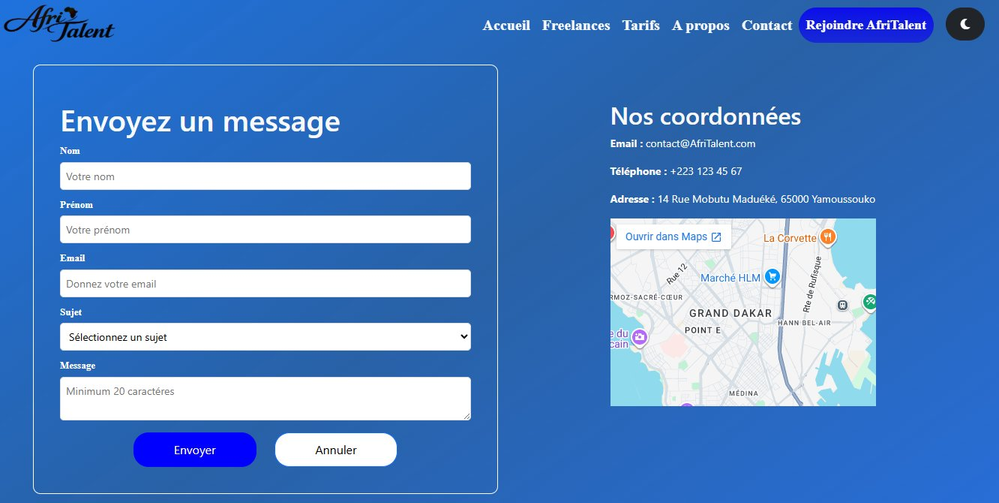 Afri Talent
Accueil Freelances Tarifs A propos Contact Rejoindre AfriTalent
Envoyez un message
Nom
Votre nom
Prénom
Votre prénom
Email
Donnez votre email
Sujet
Sélectionnez un sujet
Message
Minimum 20 caractéres
Envoyer Annuler
Nos coordonnées
Email : contact@AfriTalent.com
Téléphone : +223 123 45 67
Adresse : 14 Rue Mobutu Maduéké, 65000 Yamoussouko
Ouvrir dans Maps
La Corvette
Rue 12
Marché HLM
Rte de Rufisque
RMOZ-SACRÉ-CŒUR
GRAND DAKAR
HANN BEL-AIR
POINT E
e du
cain
MÉDINA